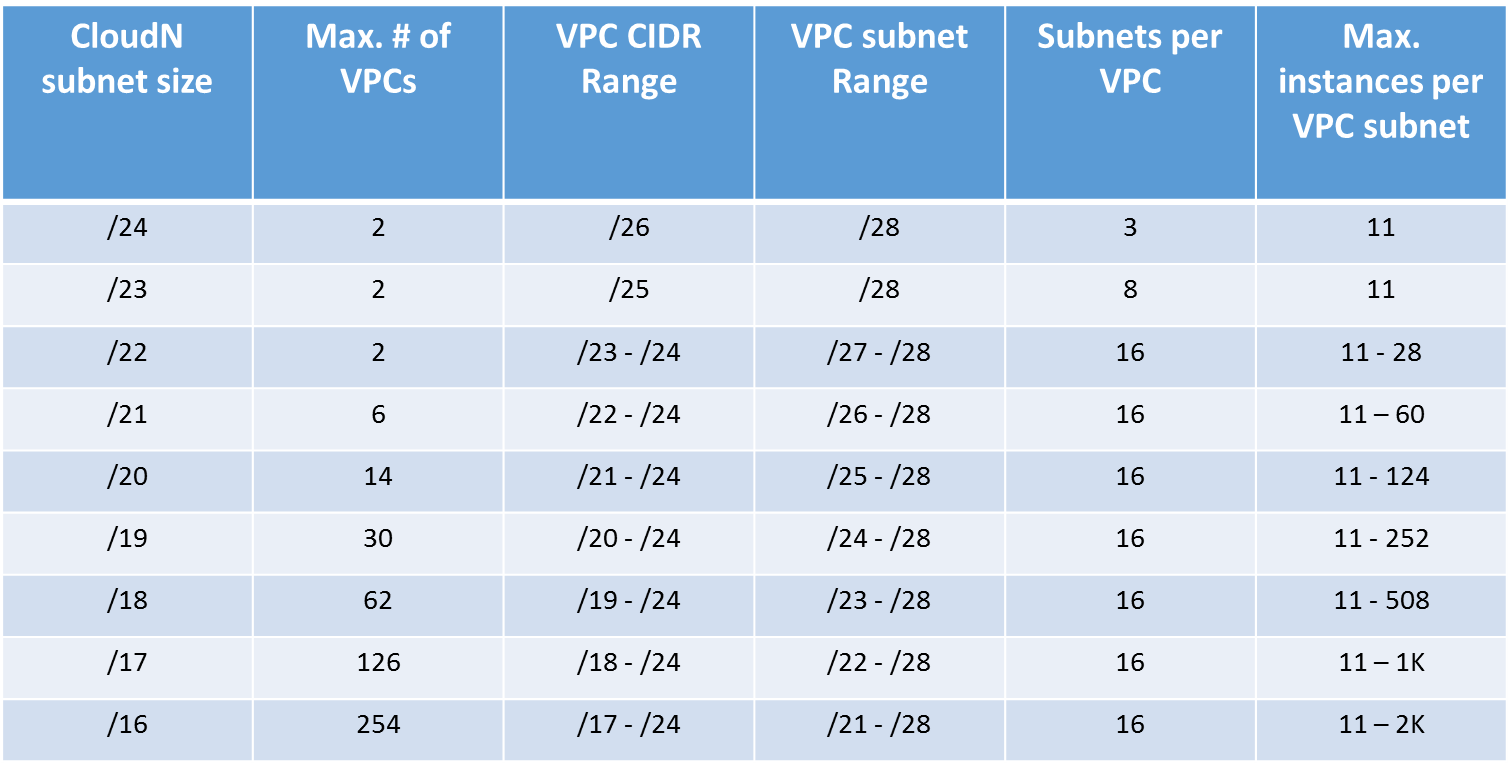 CloudN subnet size | Max. # of VPCs | VPC CIDR Range | VPC subnet Range | Subnets per VPC | Max. instances per VPC subnet
/24 | 2 | /26 | /28 | 3 | 11
/23 | 2 | /25 | /28 | 8 | 11
/22 | 2 | /23 - /24 | /27 - /28 | 16 | 11 - 28
/21 | 6 | /22 - /24 | /26 - /28 | 16 | 11 – 60
/20 | 14 | /21 - /24 | /25 - /28 | 16 | 11 - 124
/19 | 30 | /20 - /24 | /24 - /28 | 16 | 11 - 252
/18 | 62 | /19 - /24 | /23 - /28 | 16 | 11 - 508
/17 | 126 | /18 - /24 | /22 - /28 | 16 | 11 – 1K
/16 | 254 | /17 - /24 | /21 - /28 | 16 | 11 – 2K